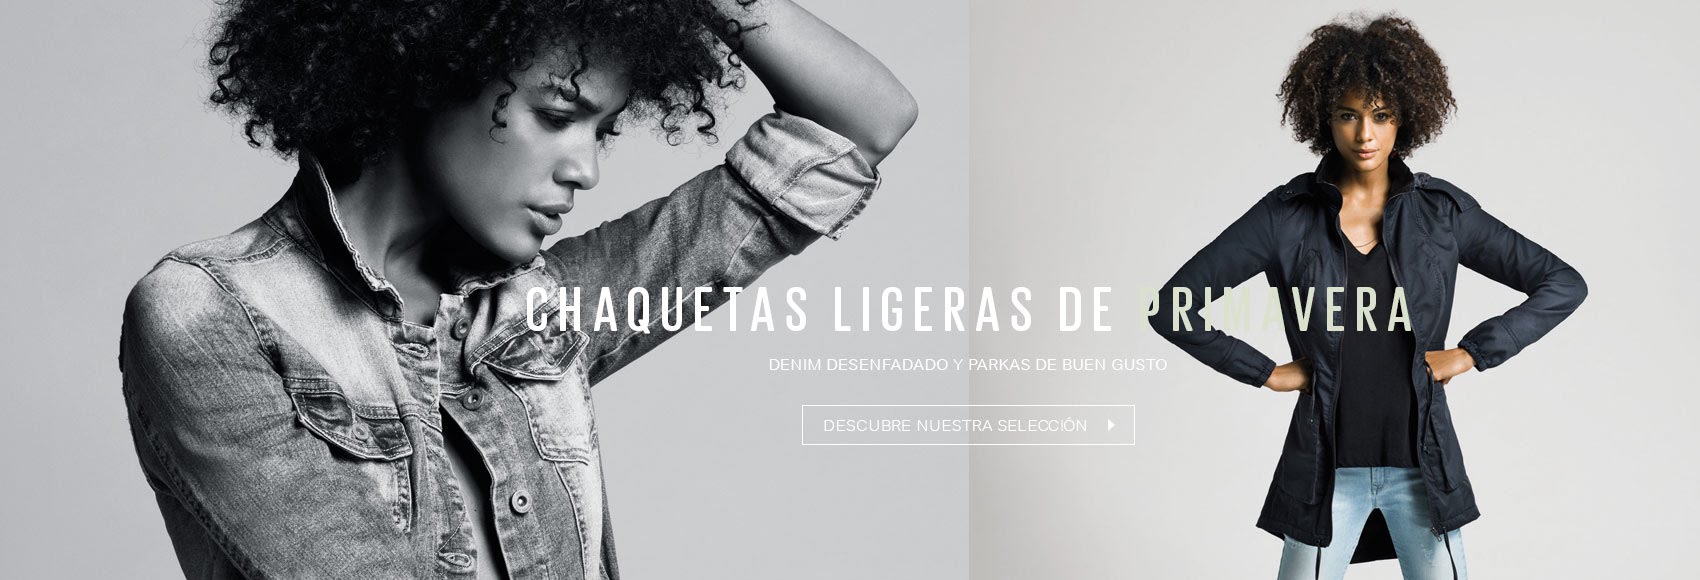 CHAQUETAS LIGERAS DE PRIMAVERA
DENIM DESENFADADO Y PARKAS DE BUEN GUSTO
DESCUBRE NUESTRA SELECCIÓN